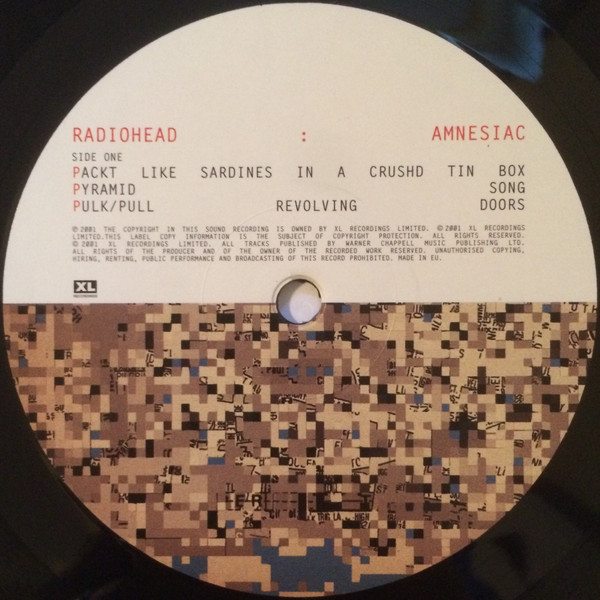 RADIOHEAD : AMNESIAC
SIDE ONE
PACKT LIKE SARDINES IN A CRUSHD TIN BOX
PYRAMID SONG
PULK/PULL REVOLVING DOORS
℗ 2001 THE COPYRIGHT IN THIS SOUND RECORDING IS OWNED BY XL RECORDINGS LIMITED. © 2001 XL RECORDINGS
LIMITED.THIS LABEL COPY INFORMATION IS THE SUBJECT OF COPYRIGHT PROTECTION. ALL RIGHTS RESERVED.
© 2001 XL RECORDINGS LIMITED. ALL TRACKS PUBLISHED BY WARNER CHAPPELL MUSIC PUBLISHING LTD.
ALL RIGHTS OF THE PRODUCER AND OF THE OWNER OF THE RECORDED WORK RESERVED. UNAUTHORISED COPYING,
HIRING, RENTING, PUBLIC PERFORMANCE AND BROADCASTING OF THIS RECORD PROHIBITED. MADE IN EU.
XL
RECORDINGS